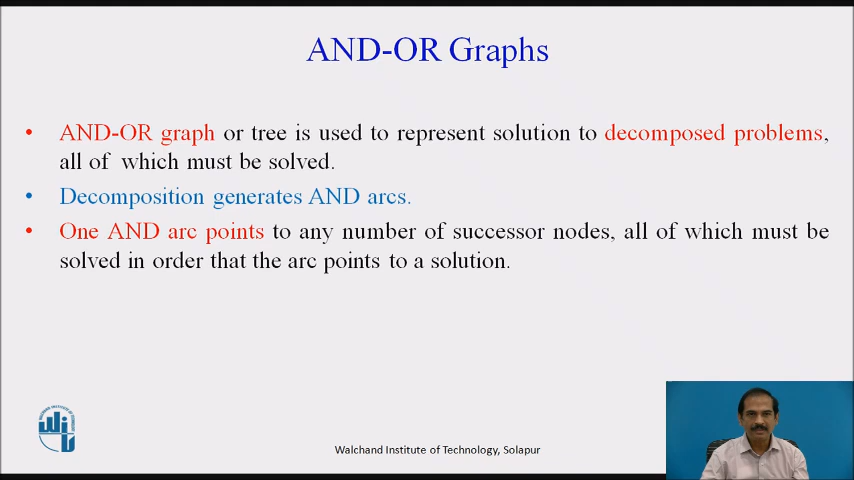 AND-OR Graphs
• AND-OR graph or tree is used to represent solution to decomposed problems,
all of which must be solved.
• Decomposition generates AND arcs.
• One AND arc points to any number of successor nodes, all of which must be
solved in order that the arc points to a solution.
Walchand Institute of Technology, Solapur